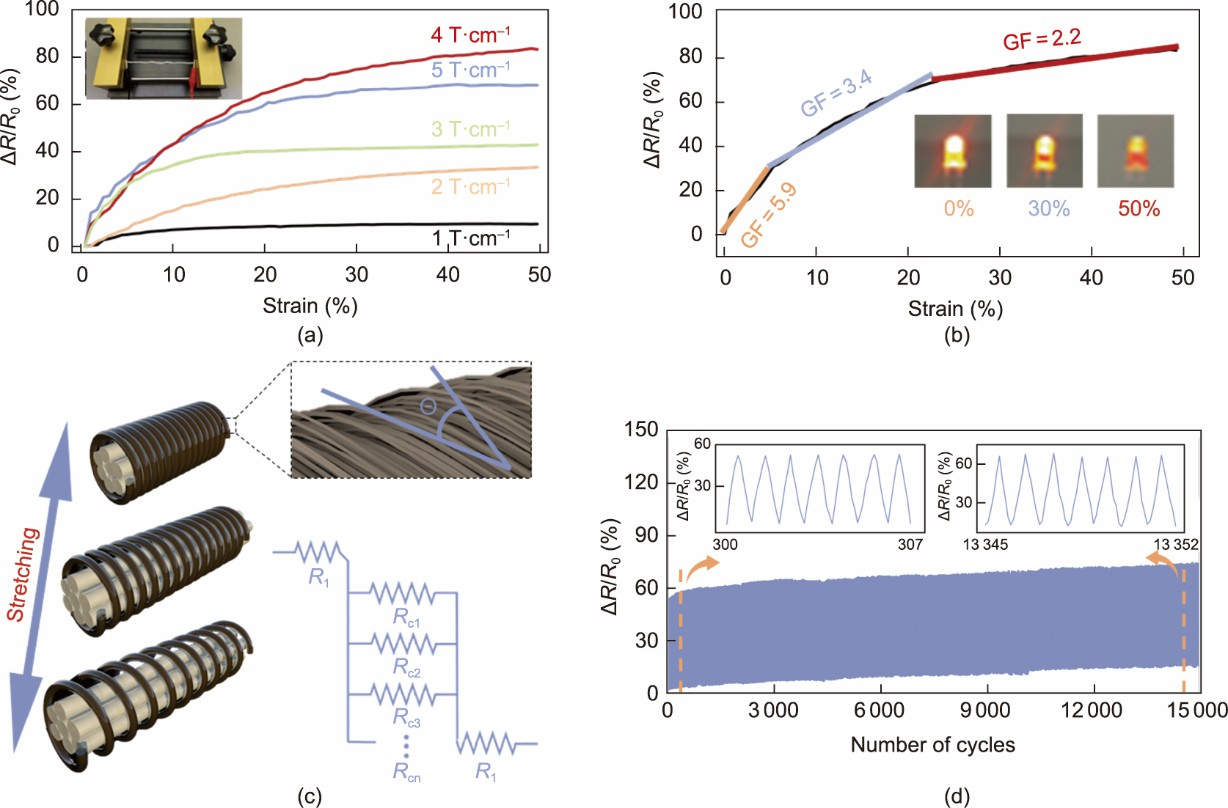 100
80
60
40
20
0
ΔR/R₀ (%)
4 T·cm⁻¹
5 T·cm⁻¹
3 T·cm⁻¹
2 T·cm⁻¹
1 T·cm⁻¹
0 10 20 30 40 50
Strain (%)
(a)
100
80
60
40
20
0
ΔR/R₀ (%)
GF = 5.9
GF = 3.4
GF = 2.2
0% 30% 50%
0 10 20 30 40 50
Strain (%)
(b)
Stretching
Θ
R₁
Rc1
Rc2
Rc3
Rcn
R₁
(c)
150
120
90
60
30
0
ΔR/R₀ (%)
60
30
ΔR/R₀ (%)
300 307
60
30
ΔR/R₀ (%)
13 345 13 352
0 3 000 6 000 9 000 12 000 15 000
Number of cycles
(d)